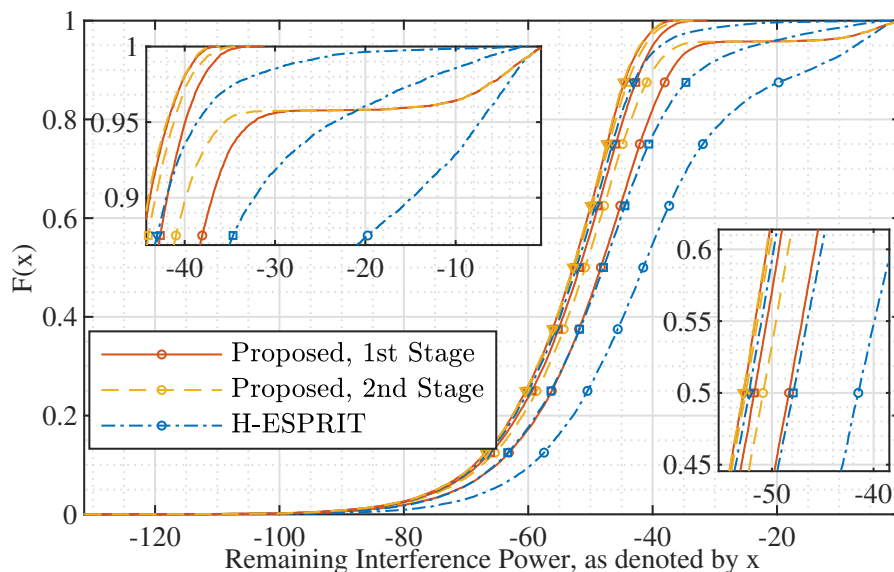 1
0.8
0.6
0.4
0.2
0
F(x)
1
0.95
0.9
-40 -30 -20 -10
0.6
0.55
0.5
0.45
-50 -40
Proposed, 1st Stage
Proposed, 2nd Stage
H-ESPRIT
-120 -100 -80 -60 -40 -20
Remaining Interference Power, as denoted by x